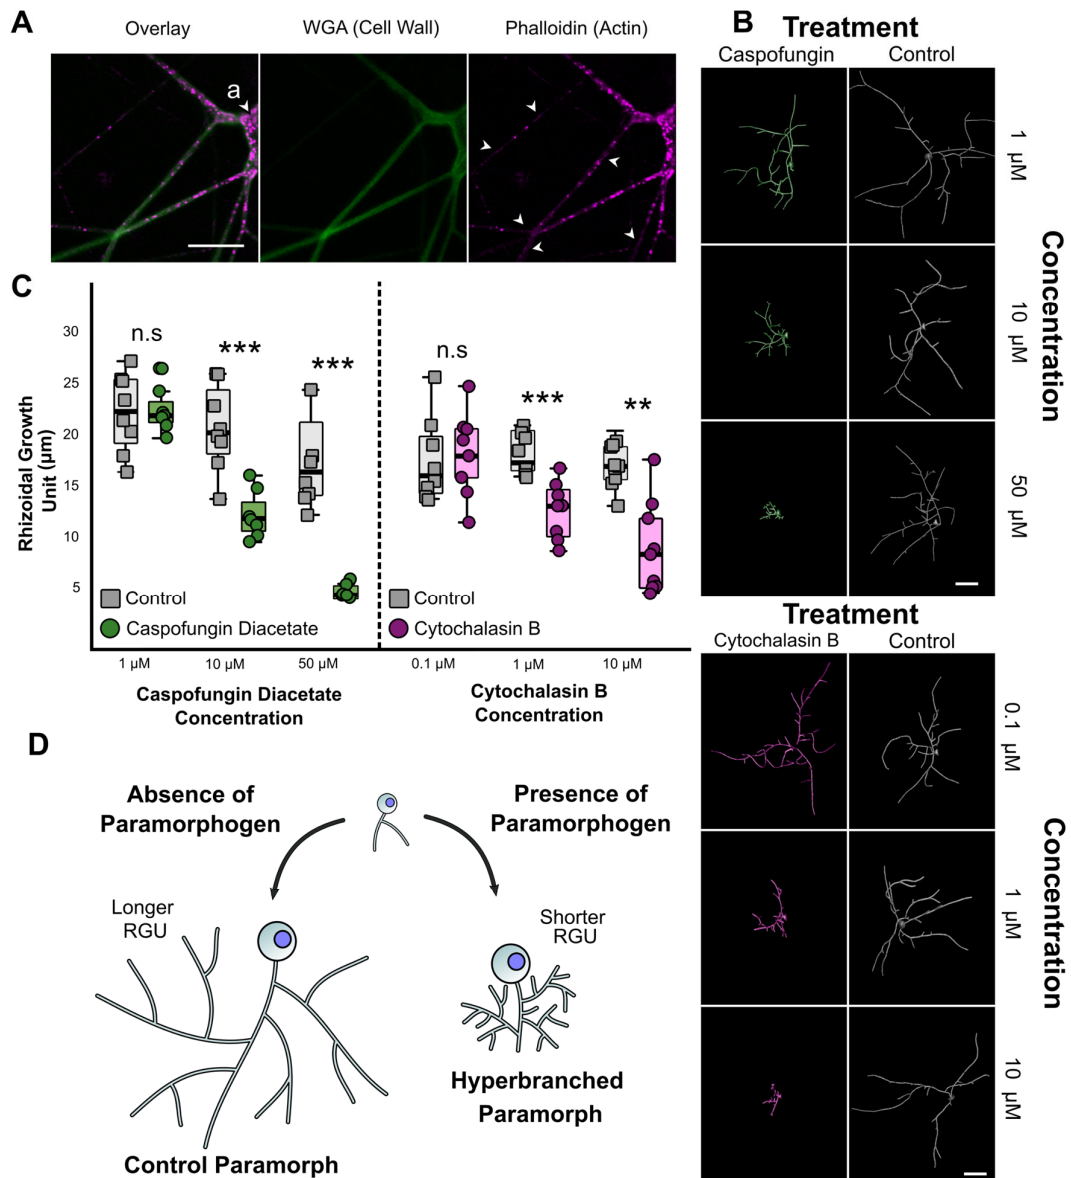 A
Overlay
WGA (Cell Wall)
Phalloidin (Actin)
a
B
Treatment
Caspofungin
Control
1 µM
10 µM
50 µM
Concentration
C
Rhizoidal Growth
Unit (µm)
30
25
20
15
10
5
n.s
***
***
n.s
***
**
Control
Caspofungin Diacetate
Control
Cytochalasin B
1 µM
10 µM
50 µM
0.1 µM
1 µM
10 µM
Caspofungin Diacetate
Concentration
Cytochalasin B
Concentration
Treatment
Cytochalasin B
Control
0.1 µM
1 µM
10 µM
Concentration
D
Absence of
Paramorphogen
Presence of
Paramorphogen
Longer
RGU
Shorter
RGU
Hyperbranched
Paramorph
Control Paramorph